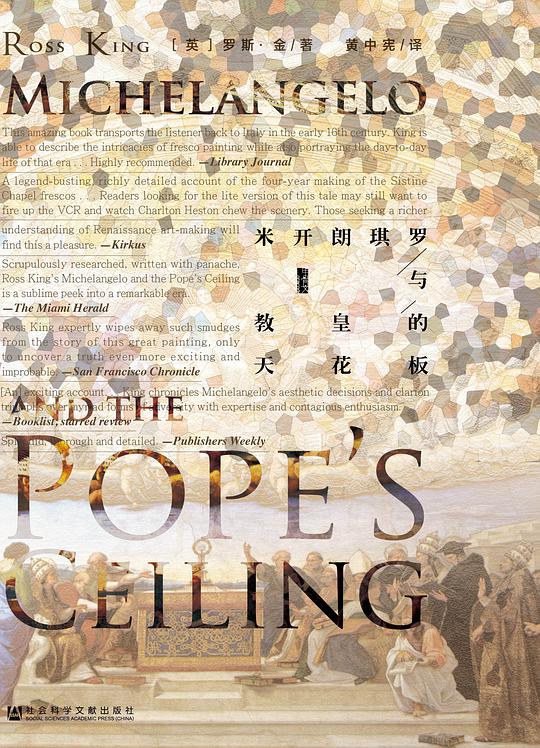 ROSS KING [英]罗斯·金/著 黄中宪/译
MICHELANGELO
This amazing book transports the listener back to Italy in the early 16th century. King is
able to describe the intricacies of fresco painting while also portraying the day-to-day
life of that era . . . Highly recommended. —Library Journal
A legend-busting, richly detailed account of the four-year making of the Sistine
Chapel frescos . . . Readers looking for the lite version of this tale may still want to
fire up the VCR and watch Charlton Heston chew the scenery. Those seeking a richer
understanding of Renaissance art-making will
find this a pleasure. —Kirkus
Scrupulously researched, written with panache,
Ross King's Michelangelo and the Pope's Ceiling
is a sublime peek into a remarkable era.
—The Miami Herald
Ross King expertly wipes away such smudges
from the story of this great painting, only
to uncover a truth even more exciting and
improbable. —San Francisco Chronicle
米开朗琪罗
与
教皇的
天花板
[An] exciting account . . . King chronicles Michelangelo's aesthetic decisions and clarion
over myriad forms of adversity with expertise and contagious enthusiasm.
—Booklist, starred review
and detailed. —Publishers Weekly
AND THE
POPE'S
CEILING
社会科学文献出版社
SOCIAL SCIENCES ACADEMIC PRESS (CHINA)